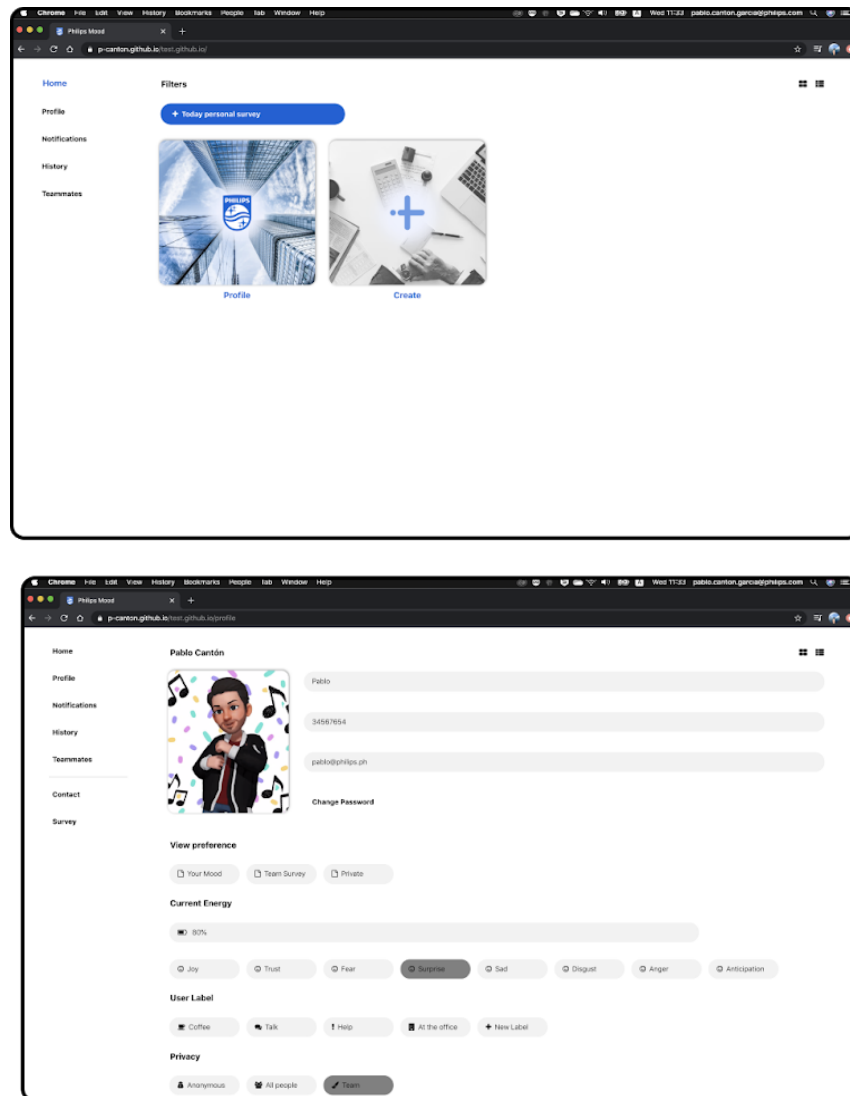 Chrome File Edit View History Bookmarks People Tab Window Help Wed 11:33 pablo.canton.garcia@philips.com
Philips Mood
p-canton.github.io/test.github.io/
Home
Filters
Profile
+ Today personal survey
Notifications
History
Teammates
PHILIPS
Profile
Create
Chrome File Edit View History Bookmarks People Tab Window Help Wed 11:33 pablo.canton.garcia@philips.com
Philips Mood
p-canton.github.io/test.github.io/profile
Home
Pablo Cantón
Profile
Pablo
Notifications
History
34567654
Teammates
pablo@philips.ph
Contact
Change Password
Survey
View preference
Your Mood Team Survey Private
Current Energy
80%
Joy Trust Fear Surprise Sad Disgust Anger Anticipation
User Label
Coffee Talk Help At the office + New Label
Privacy
Anonymous All people Team